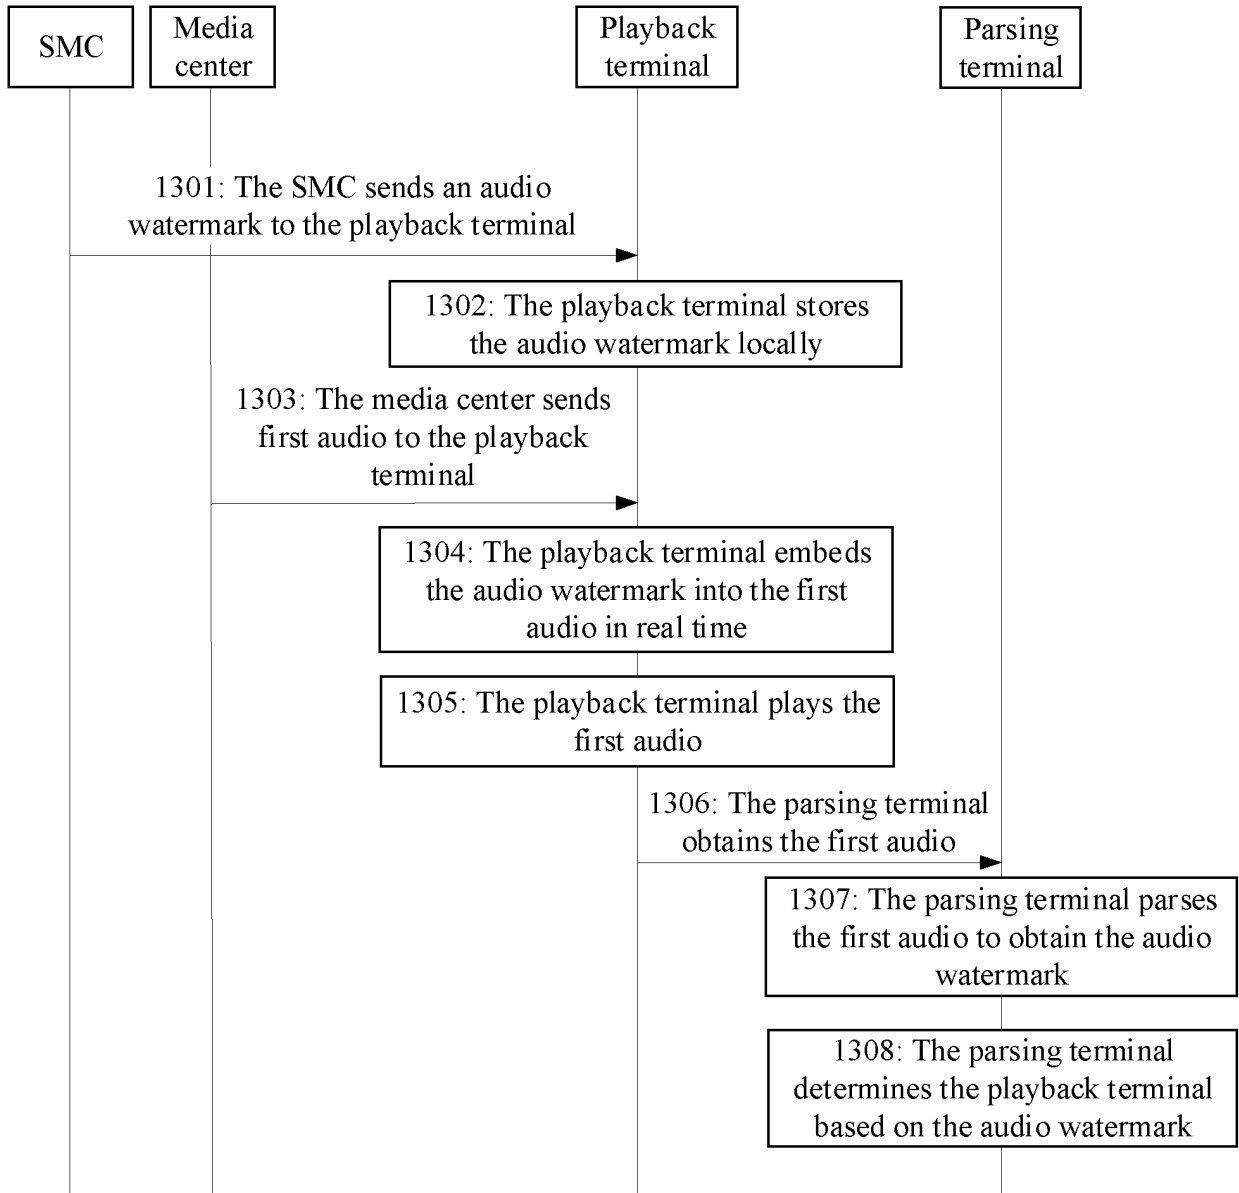 SMC
Media
center
Playback
terminal
Parsing
terminal
1301: The SMC sends an audio
watermark to the playback terminal
1302: The playback terminal stores
the audio watermark locally
1303: The media center sends
first audio to the playback
terminal
1304: The playback terminal embeds
the audio watermark into the first
audio in real time
1305: The playback terminal plays the
first audio
1306: The parsing terminal
obtains the first audio
1307: The parsing terminal parses
the first audio to obtain the audio
watermark
1308: The parsing terminal
determines the playback terminal
based on the audio watermark